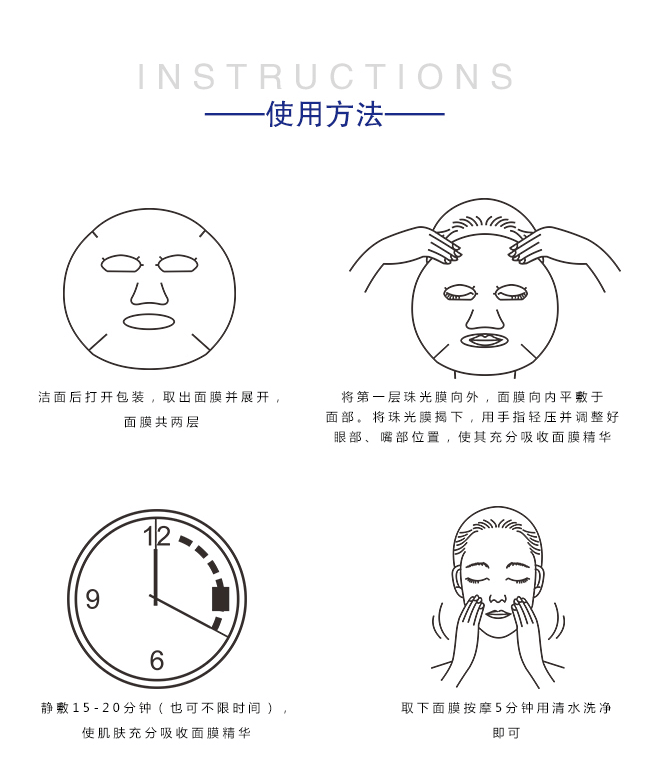 INSTRUCTIONS
——使用方法——
洁面后打开包装，取出面膜并展开，
面膜共两层
将第一层珠光膜向外，面膜向内平敷于
面部。将珠光膜揭下，用手指轻压并调整好
眼部、嘴部位置，使其充分吸收面膜精华
12
9
6
静敷15-20分钟（也可不限时间），
使肌肤充分吸收面膜精华
取下面膜按摩5分钟用清水洗净
即可